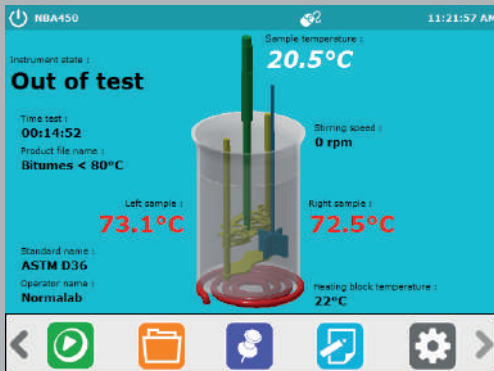 NBA450
11:21:57 AM
Sample temperature :
20.5°C
Instrument state :
Out of test
Time test :
00:14:52
Product file name :
Bitumes < 80°C
Stirring speed :
0 rpm
Left sample :
73.1°C
Right sample :
72.5°C
Standard name :
ASTM D36
Operator name :
Normalab
Heating block temperature :
22°C